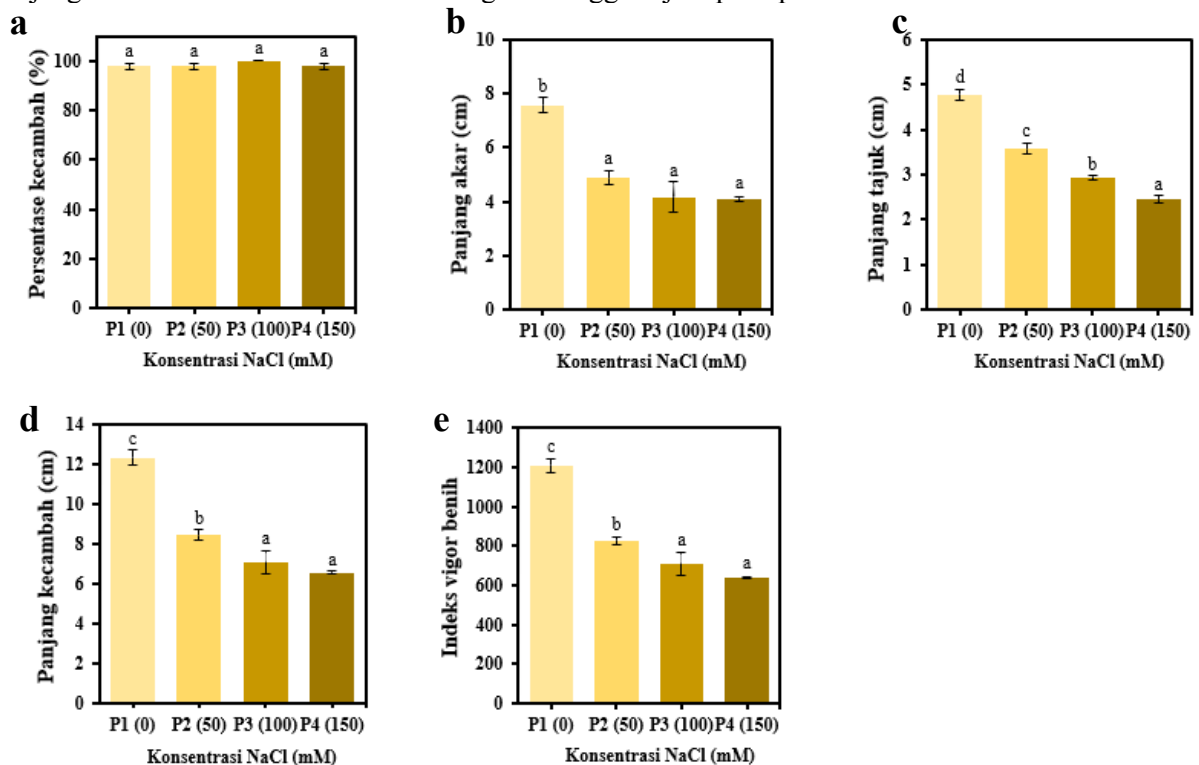 a
Persentase kecambah (%)
100
80
60
40
20
0
a a a a
P1 (0) P2 (50) P3 (100) P4 (150)
Konsentrasi NaCl (mM)
b
Panjang akar (cm)
10
8
6
4
2
0
b a a a
P1 (0) P2 (50) P3 (100) P4 (150)
Konsentrasi NaCl (mM)
c
Panjang tajuk (cm)
6
5
4
3
2
1
0
d c b a
P1 (0) P2 (50) P3 (100) P4 (150)
Konsentrasi NaCl (mM)
d
Panjang kecambah (cm)
14
12
10
8
6
4
2
0
c b a a
P1 (0) P2 (50) P3 (100) P4 (150)
Konsentrasi NaCl (mM)
e
Indeks vigor benih
1400
1200
1000
800
600
400
200
0
c b a a
P1 (0) P2 (50) P3 (100) P4 (150)
Konsentrasi NaCl (mM)